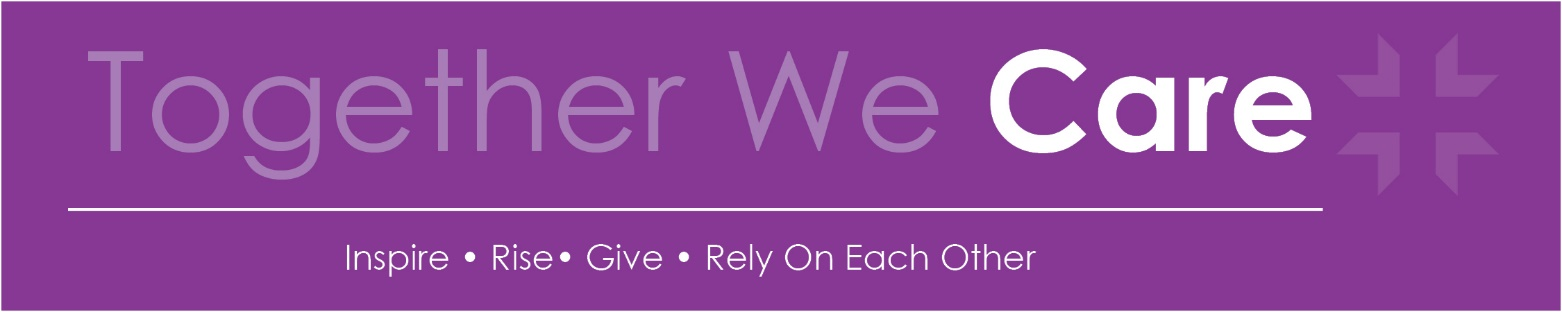 Together We Care
Inspire • Rise• Give • Rely On Each Other